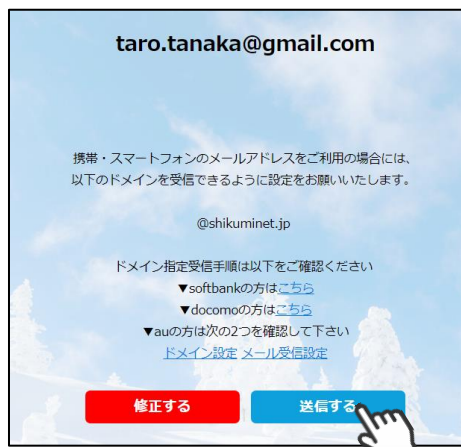 taro.tanaka@gmail.com
携帯・スマートフォンのメールアドレスをご利用の場合には、
以下のドメインを受信できるように設定をお願いいたします。
@shikuminet.jp
ドメイン指定受信手順は以下をご確認ください
▼softbankの方はこちら
▼docomoの方はこちら
▼auの方は次の2つを確認して下さい
ドメイン設定 メール受信設定
修正する 送信する